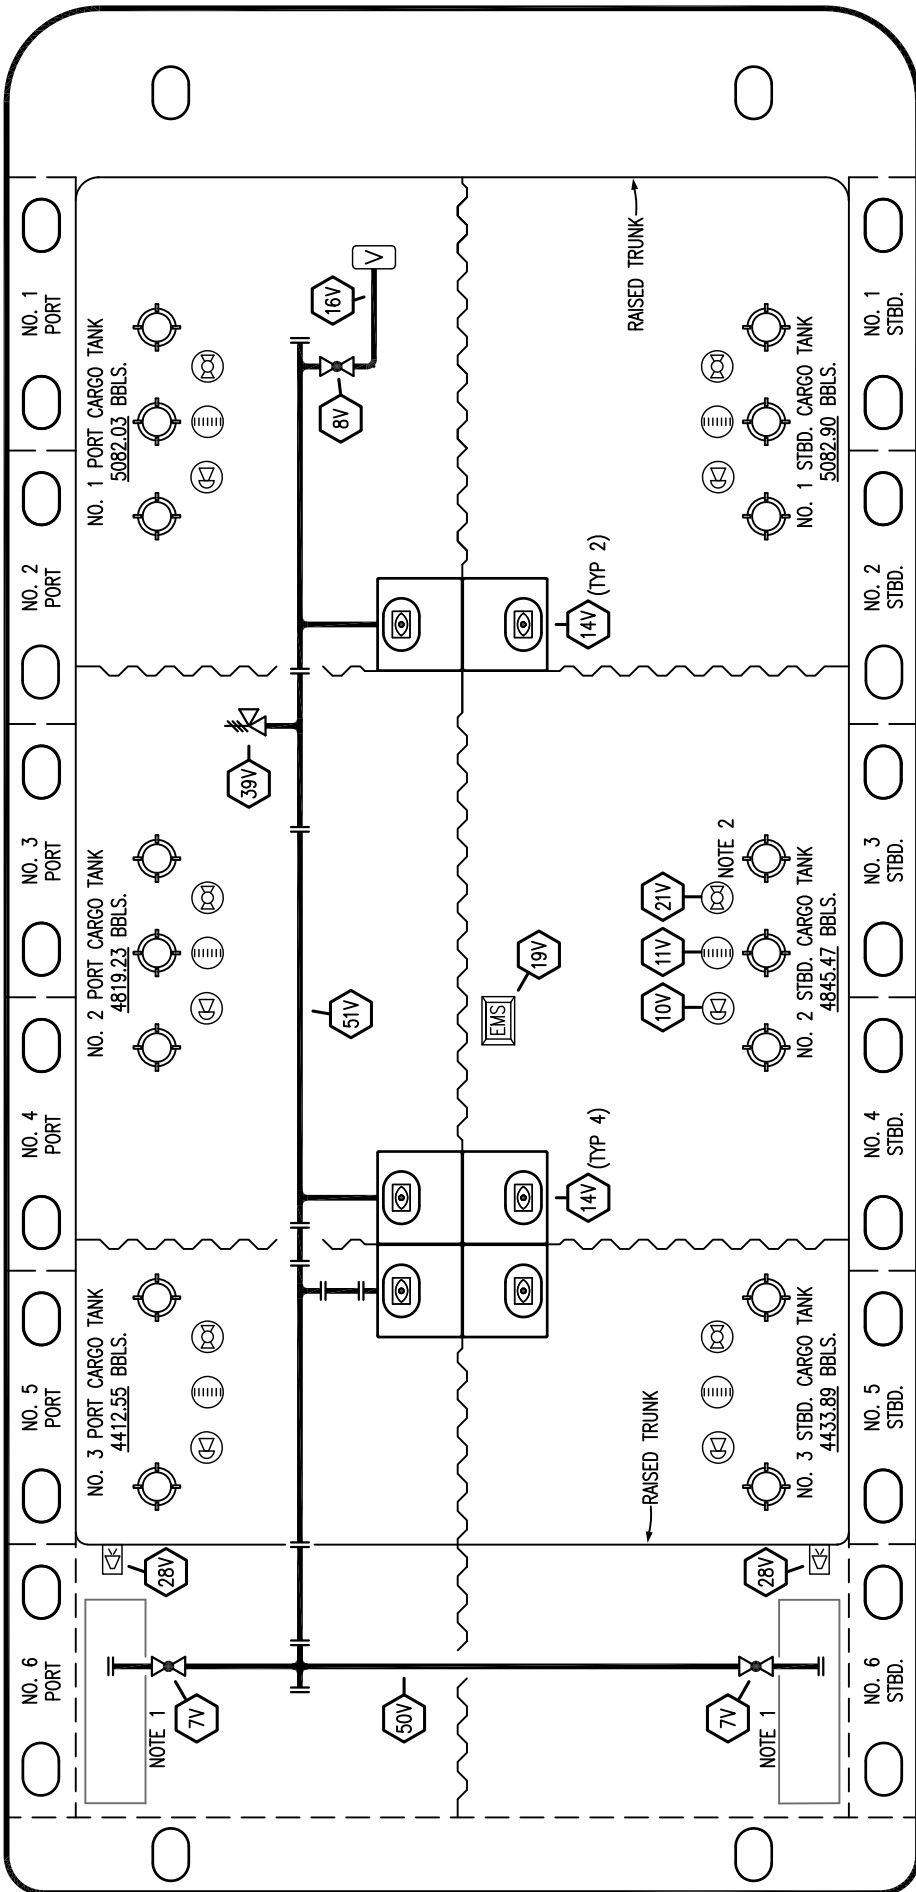 NO. 1
PORT
NO. 2
PORT
NO. 3
PORT
NO. 4
PORT
NO. 5
PORT
NO. 6
PORT
NO. 1 PORT CARGO TANK
5082.03 BBLS.
NO. 2 PORT CARGO TANK
4819.23 BBLS.
NO. 3 PORT CARGO TANK
4412.55 BBLS.
V
16V
8V
39V
51V
14V (TYP 2)
EMS
19V
14V (TYP 4)
21V
NOTE 2
11V
10V
28V
7V
NOTE 1
50V
28V
7V
NOTE 1
RAISED TRUNK
RAISED TRUNK
NO. 1 STBD. CARGO TANK
5082.90 BBLS.
NO. 2 STBD. CARGO TANK
4845.47 BBLS.
NO. 3 STBD. CARGO TANK
4433.89 BBLS.
NO. 1
STBD.
NO. 2
STBD.
NO. 3
STBD.
NO. 4
STBD.
NO. 5
STBD.
NO. 6
STBD.